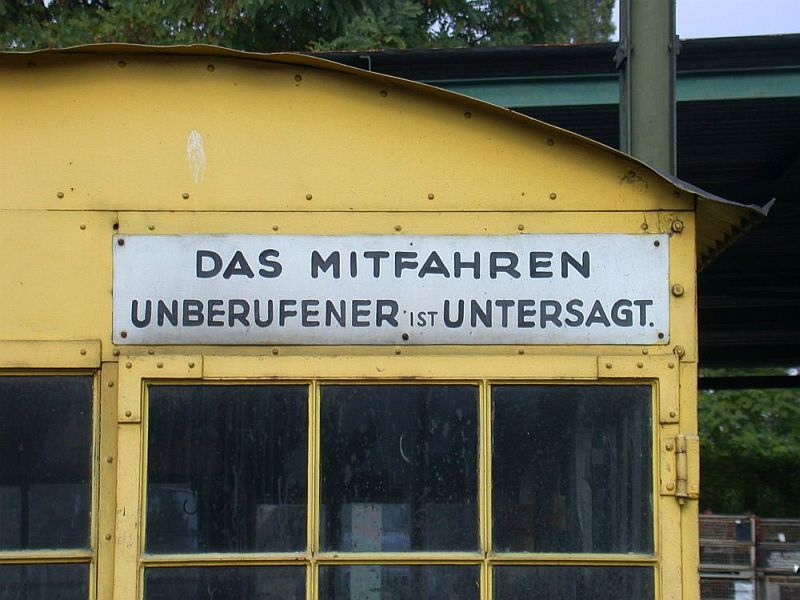 DAS MITFAHREN
UNBERUFENER IST UNTERSAGT.